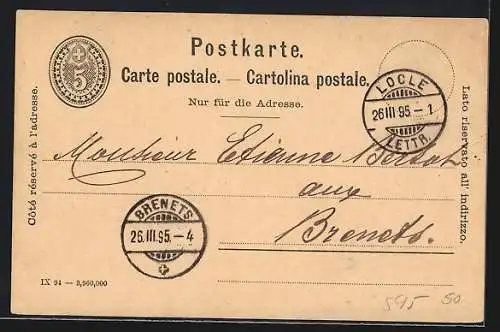 5
Postkarte.
Carte postale. — Cartolina postale.
Nur für die Adresse.
Côté réservé à l'adresse.
Lato riservato all' indirizzo.
LOCLE
26 III 95 - 1
LETTR.
Monsieur Etienne
aux
Brenets.
BRENETS
26.III.95.-4
IX 94 — 3,960,000
595 50